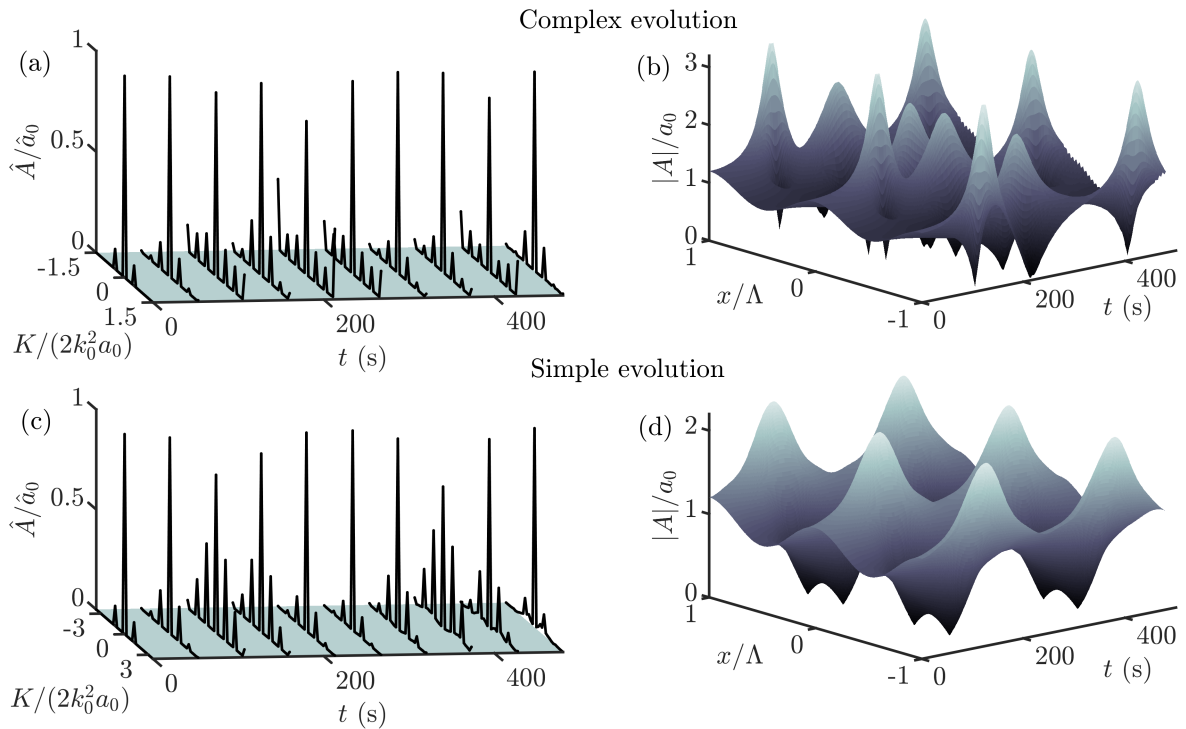 Complex evolution
(a)
1
0.5
0
Â/â₀
-1.5
0
1.5
K/(2k₀²a₀)
0
200
400
t (s)
(b)
3
2
1
0
|A|/a₀
1
0
-1
x/Λ
0
200
400
t (s)
Simple evolution
(c)
1
0.5
0
Â/â₀
-3
0
3
K/(2k₀²a₀)
0
200
400
t (s)
(d)
2
1
0
|A|/a₀
1
0
-1
x/Λ
0
200
400
t (s)